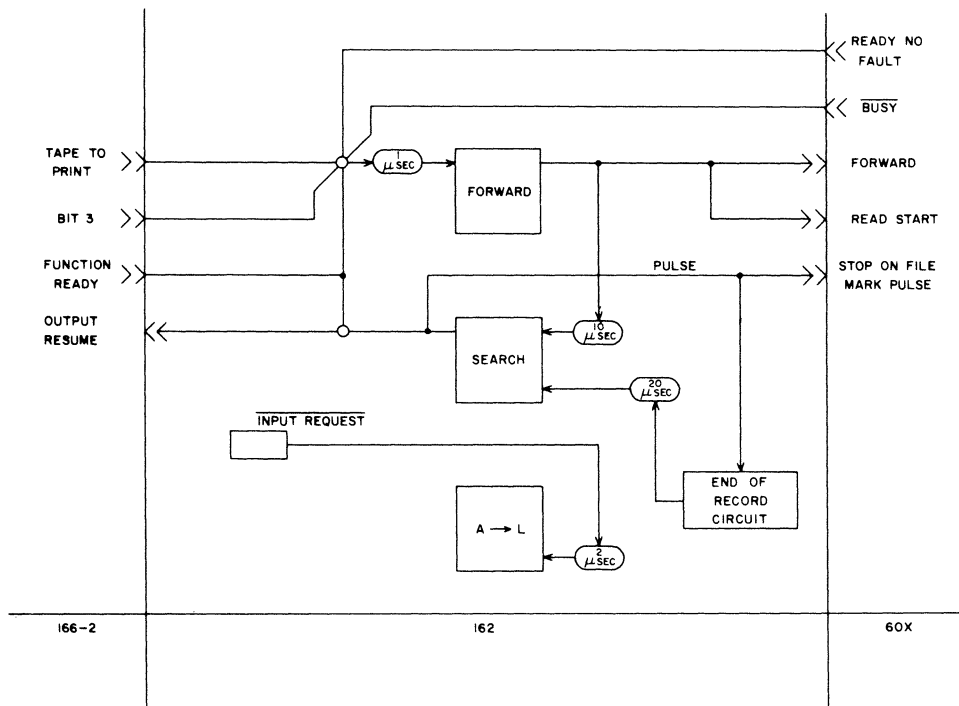 READY NO
FAULT
BUSY
TAPE TO
PRINT
1
μSEC
FORWARD
FORWARD
BIT 3
READ START
FUNCTION
READY
PULSE
STOP ON FILE
MARK PULSE
OUTPUT
RESUME
SEARCH
10
μSEC
20
μSEC
INPUT REQUEST
END OF
RECORD
CIRCUIT
A → L
2
μSEC
166-2
162
60X